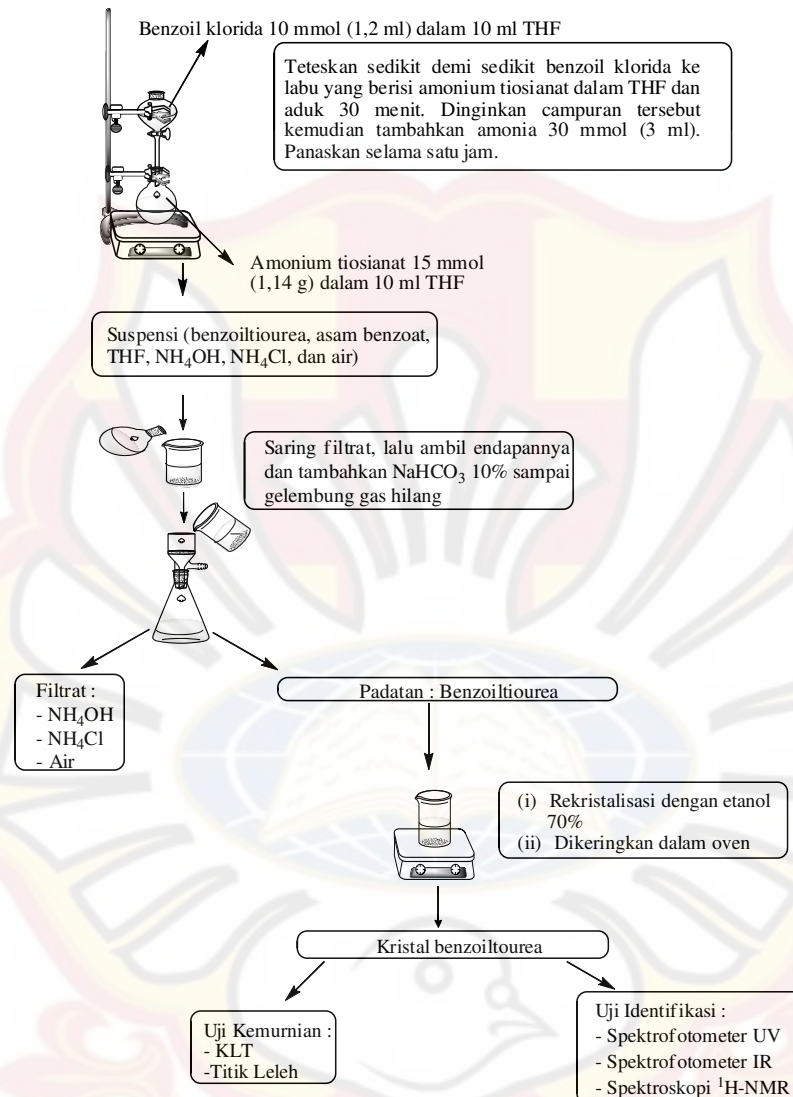 Benzoil klorida 10 mmol (1,2 ml) dalam 10 ml THF
Teteskan sedikit demi sedikit benzoil klorida ke
labu yang berisi amonium tiosianat dalam THF dan
aduk 30 menit. Dinginkan campuran tersebut
kemudian tambahkan amonia 30 mmol (3 ml).
Panaskan selama satu jam.
Amonium tiosianat 15 mmol
(1,14 g) dalam 10 ml THF
Suspensi (benzoiltiourea, asam benzoat,
THF, NH₄OH, NH₄Cl, dan air)
Saring filtrat, lalu ambil endapannya
dan tambahkan NaHCO₃ 10% sampai
gelembung gas hilang
Filtrat :
- NH₄OH
- NH₄Cl
- Air
Padatan : Benzoiltiourea
(i) Rekristalisasi dengan etanol
70%
(ii) Dikeringkan dalam oven
Kristal benzoiltourea
Uji Kemurnian :
- KLT
-Titik Leleh
Uji Identifikasi :
- Spektrofotometer UV
- Spektrofotometer IR
- Spektroskopi ¹H-NMR